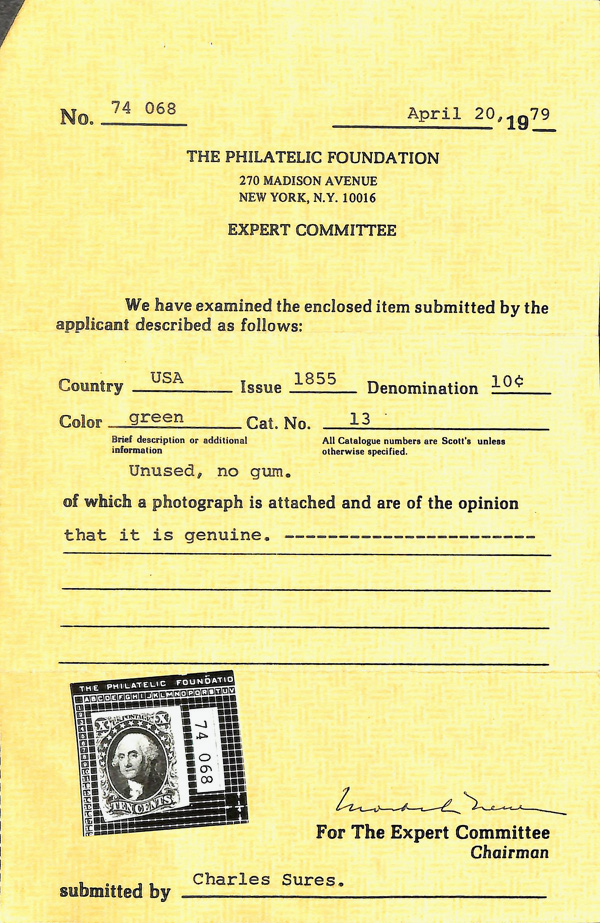 No. 74 068 April 20, 1979
THE PHILATELIC FOUNDATION
270 MADISON AVENUE
NEW YORK, N.Y. 10016
EXPERT COMMITTEE
We have examined the enclosed item submitted by the
applicant described as follows:
Country USA Issue 1855 Denomination 10¢
Color green Cat. No. 13
Brief description or additional information
All Catalogue numbers are Scott's unless otherwise specified.
Unused, no gum.
of which a photograph is attached and are of the opinion
that it is genuine. -----------------------
THE PHILATELIC FOUNDATIO
ABCDEFGHIJKLMNOPQRSTUV
X U.S. POSTAGE X
TEN CENTS
74 068
For The Expert Committee
Chairman
submitted by Charles Sures.